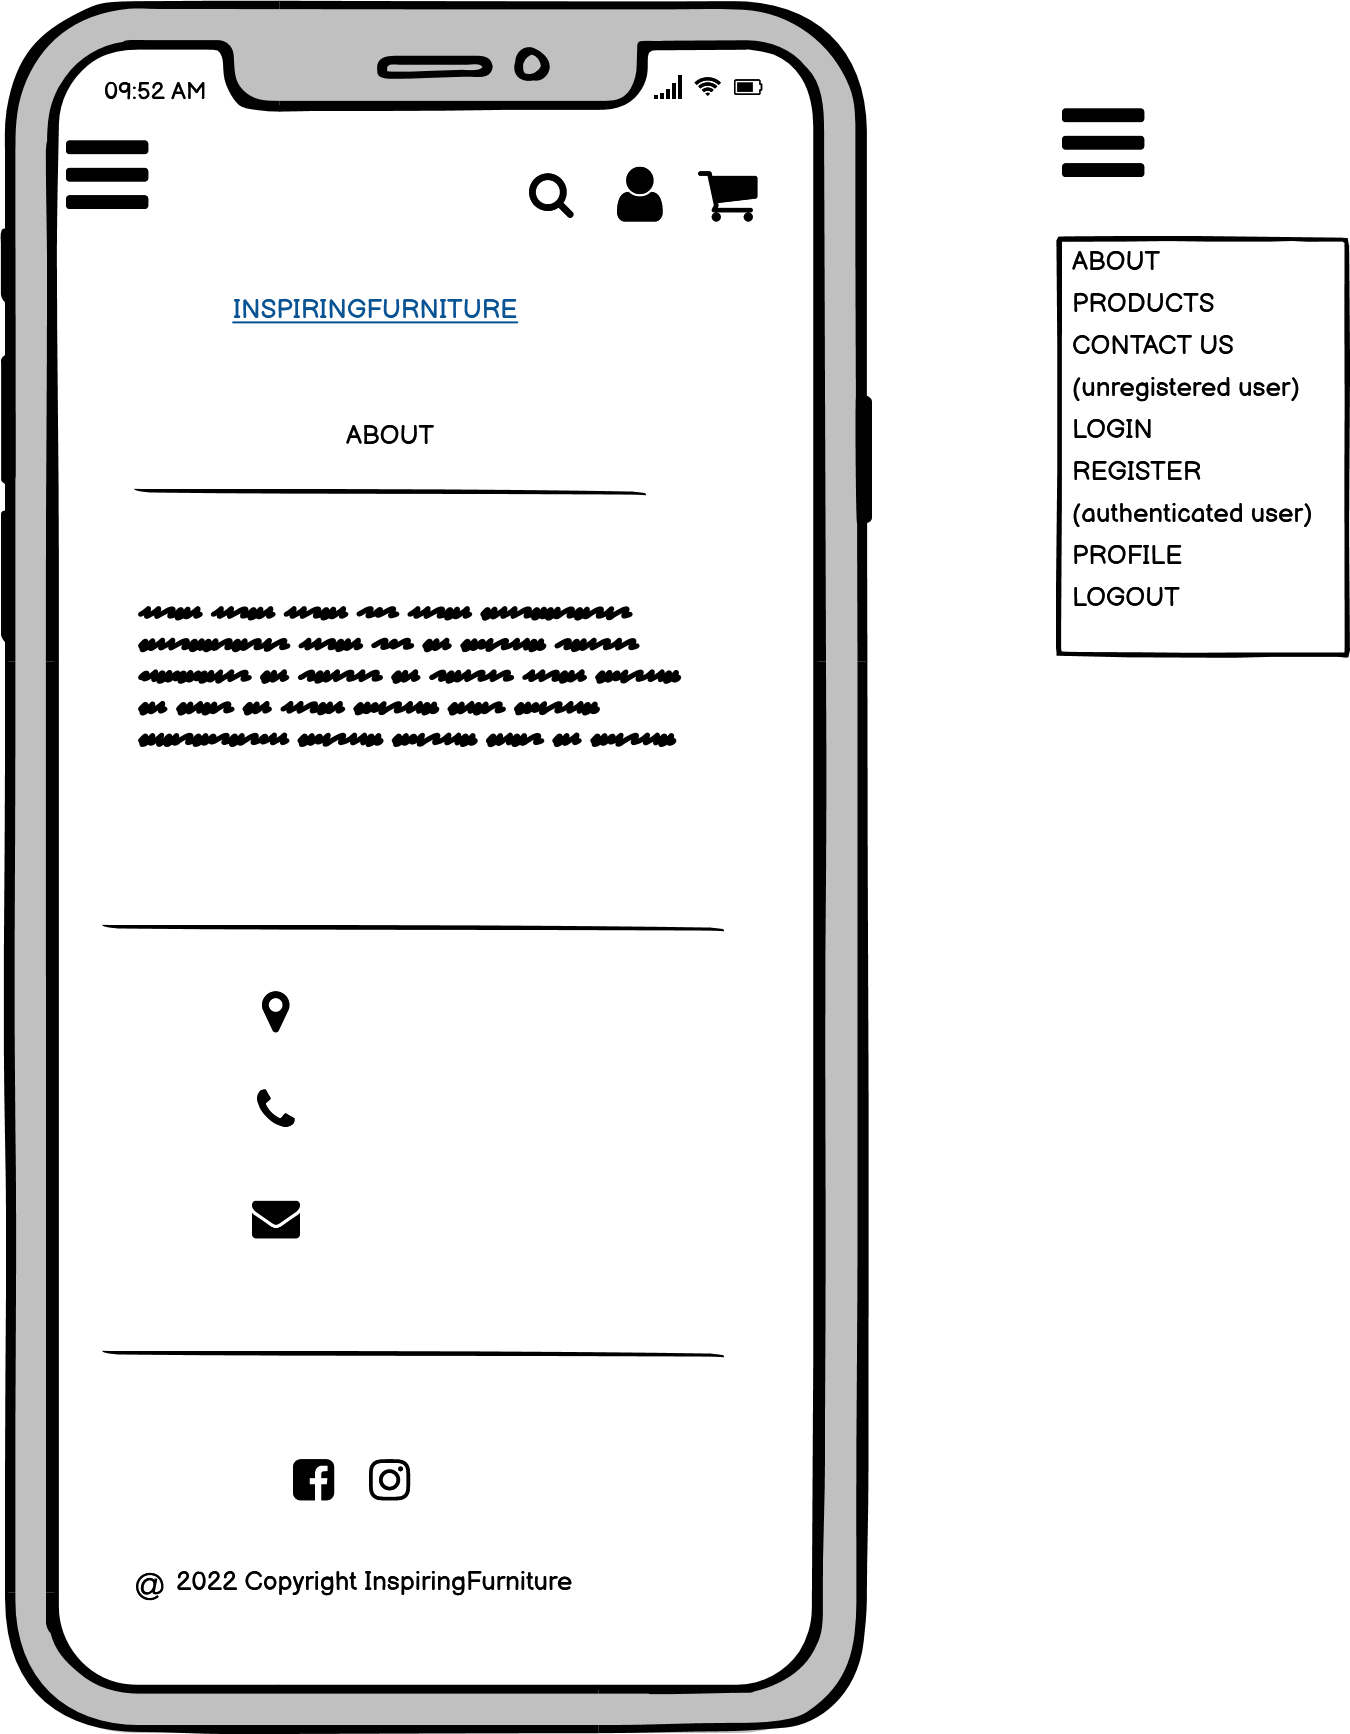 09:52 AM
INSPIRINGFURNITURE
ABOUT
@ 2022 Copyright InspiringFurniture
ABOUT
PRODUCTS
CONTACT US
(unregistered user)
LOGIN
REGISTER
(authenticated user)
PROFILE
LOGOUT